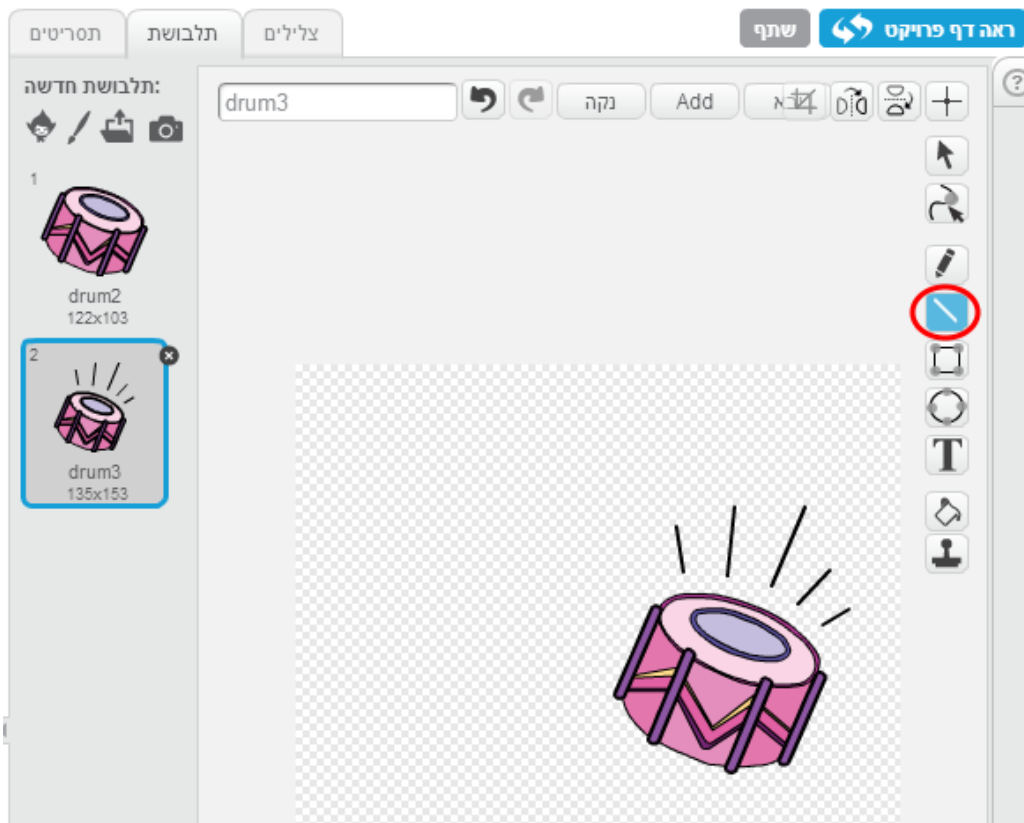 ראה דף פרויקט
שתף
צלילים
תלבושת
תסריטים
תלבושת חדשה:
drum3
נקה
Add
1
drum2
122x103
2
drum3
135x153
T
?